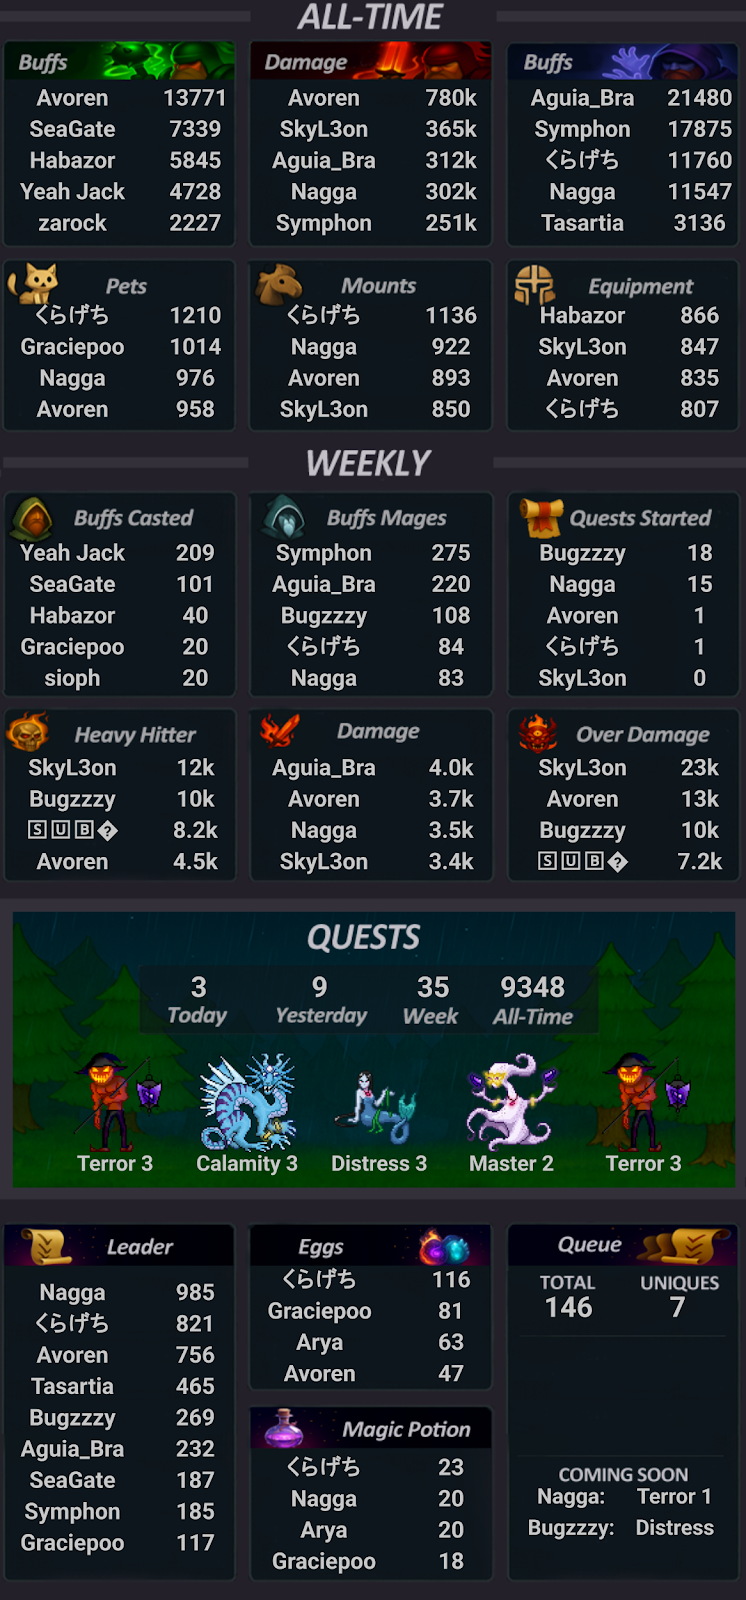 ALL-TIME
Buffs
Avoren 13771
SeaGate 7339
Habazor 5845
Yeah Jack 4728
zarock 2227
Damage
Avoren 780k
SkyL3on 365k
Aguia_Bra 312k
Nagga 302k
Symphon 251k
Buffs
Aguia_Bra 21480
Symphon 17875
くらげち 11760
Nagga 11547
Tasartia 3136
Pets
くらげち 1210
Graciepoo 1014
Nagga 976
Avoren 958
Mounts
くらげち 1136
Nagga 922
Avoren 893
SkyL3on 850
Equipment
Habazor 866
SkyL3on 847
Avoren 835
くらげち 807
WEEKLY
Buffs Casted
Yeah Jack 209
SeaGate 101
Habazor 40
Graciepoo 20
sioph 20
Buffs Mages
Symphon 275
Aguia_Bra 220
Bugzzzy 108
くらげち 84
Nagga 83
Quests Started
Bugzzzy 18
Nagga 15
Avoren 1
くらげち 1
SkyL3on 0
Heavy Hitter
SkyL3on 12k
Bugzzzy 10k
🅂🅄🄱� 8.2k
Avoren 4.5k
Damage
Aguia_Bra 4.0k
Avoren 3.7k
Nagga 3.5k
SkyL3on 3.4k
Over Damage
SkyL3on 23k
Avoren 13k
Bugzzzy 10k
🅂🅄🄱� 7.2k
QUESTS
3 9 35 9348
Today Yesterday Week All-Time
Terror 3 Calamity 3 Distress 3 Master 2 Terror 3
Leader
Nagga 985
くらげち 821
Avoren 756
Tasartia 465
Bugzzzy 269
Aguia_Bra 232
SeaGate 187
Symphon 185
Graciepoo 117
Eggs
くらげち 116
Graciepoo 81
Arya 63
Avoren 47
Magic Potion
くらげち 23
Nagga 20
Arya 20
Graciepoo 18
Queue
TOTAL UNIQUES
146 7
COMING SOON
Nagga: Terror 1
Bugzzzy: Distress